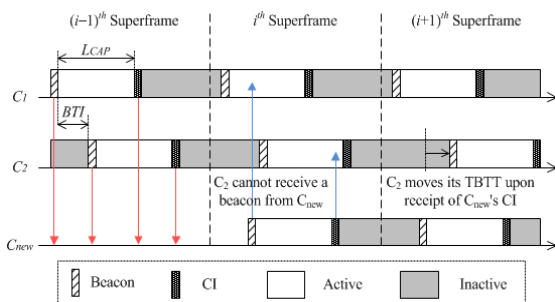 (i−1)th Superframe ith Superframe (i+1)th Superframe
LCAP
C1
BTI
C2
C2 cannot receive a C2 moves its TBTT upon
beacon from Cnew receipt of Cnew's CI
Cnew
Beacon CI Active Inactive